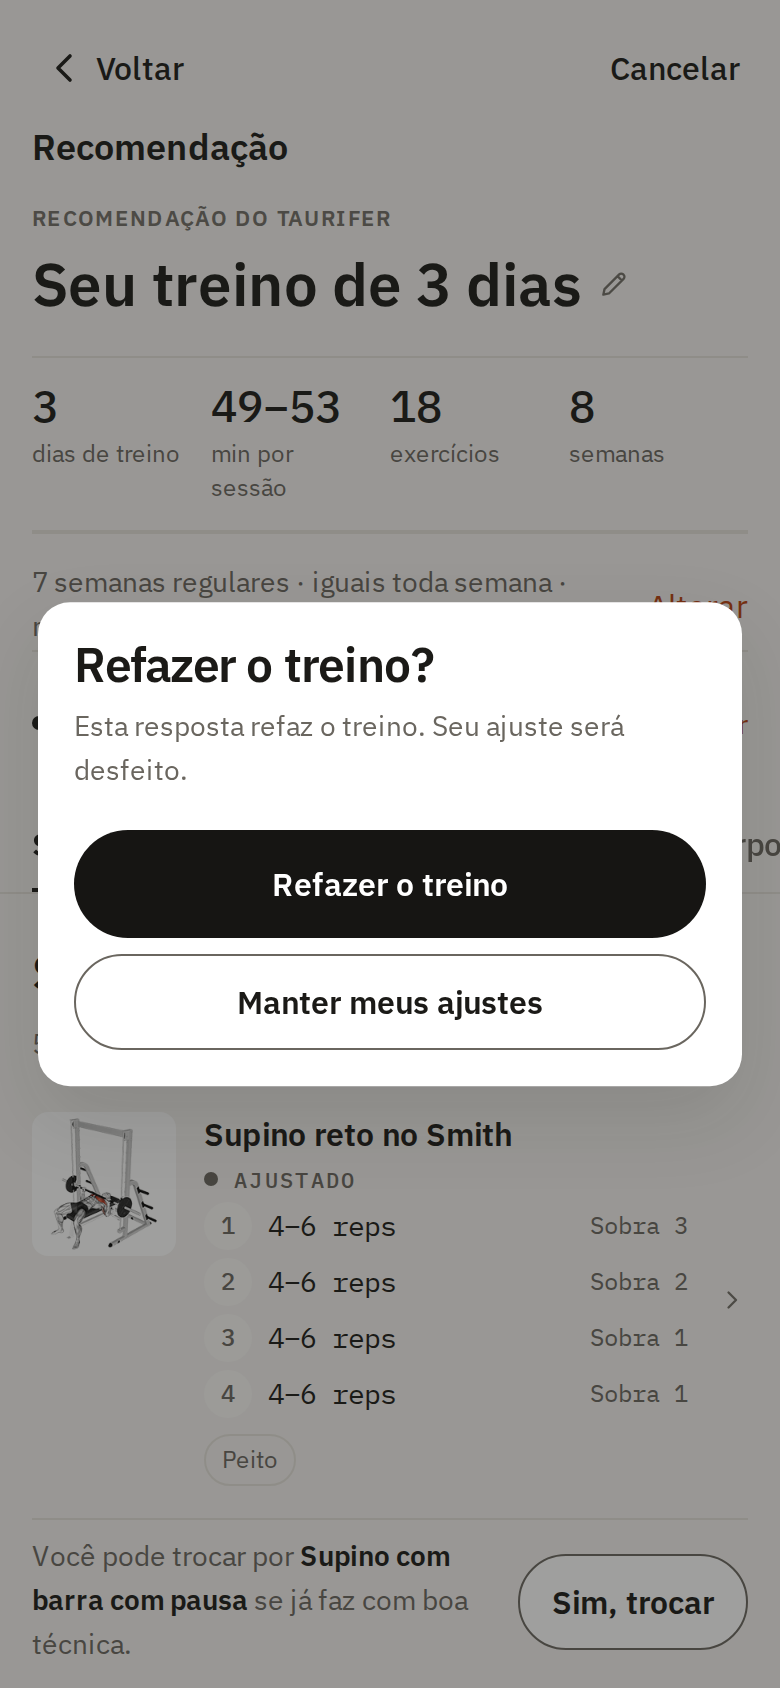 Voltar
Cancelar
Recomendação
RECOMENDAÇÃO DO TAURIFER
Seu treino de 3 dias
3
dias de treino
49–53
min por
sessão
18
exercícios
8
semanas
7 semanas regulares · iguais toda semana ·
Alterar
Refazer o treino?
Esta resposta refaz o treino. Seu ajuste será
desfeito.
Refazer o treino
Manter meus ajustes
Supino reto no Smith
AJUSTADO
1 4–6 reps Sobra 3
2 4–6 reps Sobra 2
3 4–6 reps Sobra 1
4 4–6 reps Sobra 1
Peito
Você pode trocar por Supino com
barra com pausa se já faz com boa
técnica.
Sim, trocar